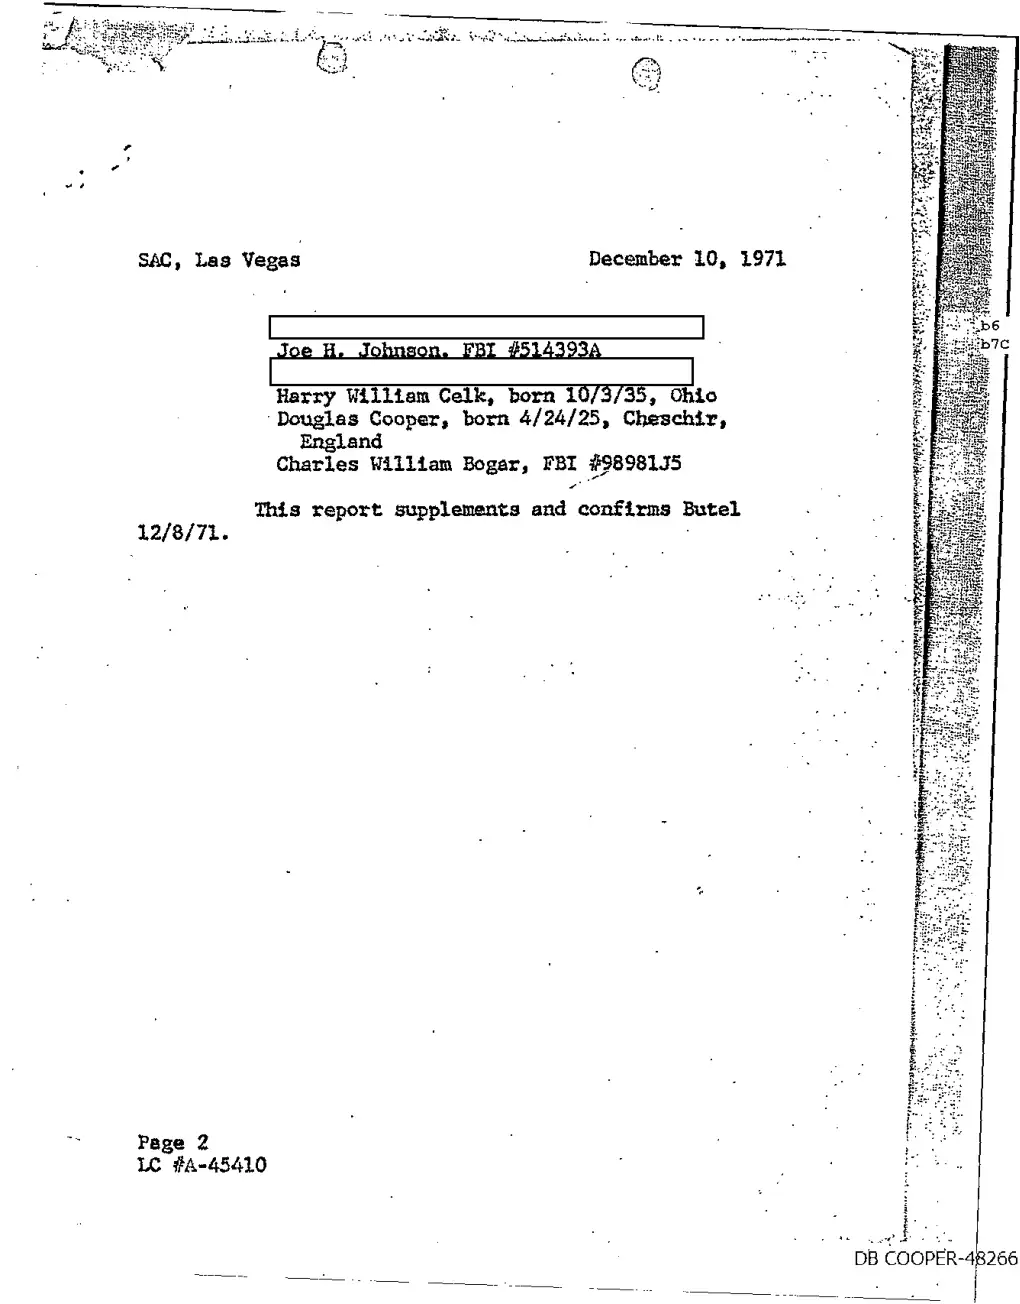 SAC, Las Vegas December 10, 1971
b6
Joe H. Johnson, FBI #514393A
b7C
Harry William Celk, born 10/3/35, Ohio
Douglas Cooper, born 4/24/25, Cheschir,
England
Charles William Bogar, FBI #98981J5
This report supplements and confirms Butel
12/8/71.
Page 2
LC #A-45410
DB COOPER-48266